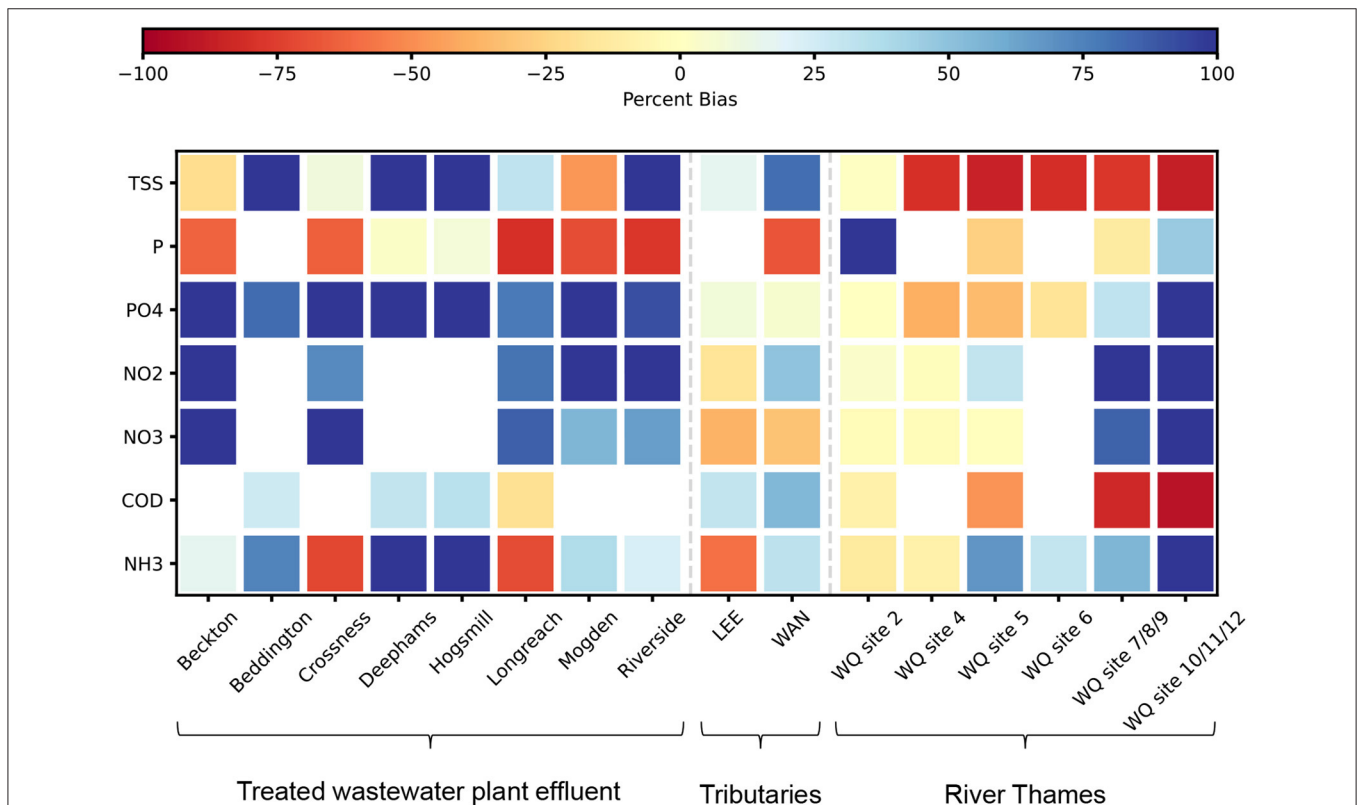 −100 −75 −50 −25 0 25 50 75 100
Percent Bias
TSS
P
PO4
NO2
NO3
COD
NH3
Beckton Beddington Crossness Deephams Hogsmill Longreach Mogden Riverside LEE WAN WQ site 2 WQ site 4 WQ site 5 WQ site 6 WQ site 7/8/9 WQ site 10/11/12
Treated wastewater plant effluent Tributaries River Thames